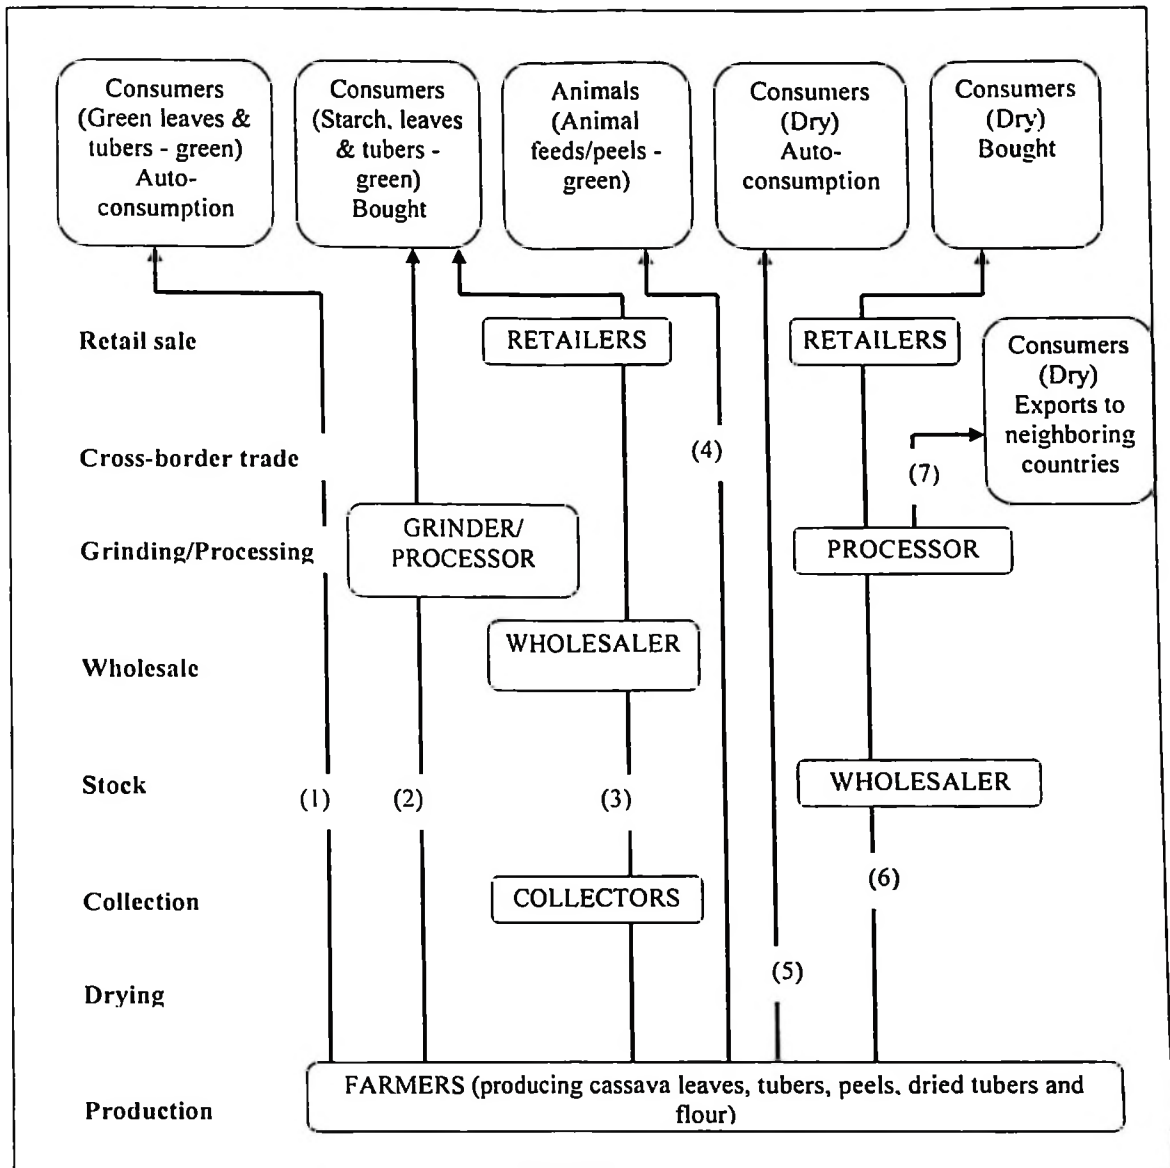 Consumers
(Green leaves &
tubers - green)
Auto-
consumption
Consumers
(Starch, leaves
& tubers -
green)
Bought
Animals
(Animal
feeds/peels -
green)
Consumers
(Dry)
Auto-
consumption
Consumers
(Dry)
Bought
Retail sale
RETAILERS
RETAILERS
Consumers
(Dry)
Exports to
neighboring
countries
Cross-border trade
(4)
(7)
Grinding/Processing
GRINDER/
PROCESSOR
PROCESSOR
Wholesale
WHOLESALER
Stock
(1)
(2)
(3)
WHOLESALER
Collection
COLLECTORS
(6)
Drying
(5)
Production
FARMERS (producing cassava leaves, tubers, peels, dried tubers and
flour)